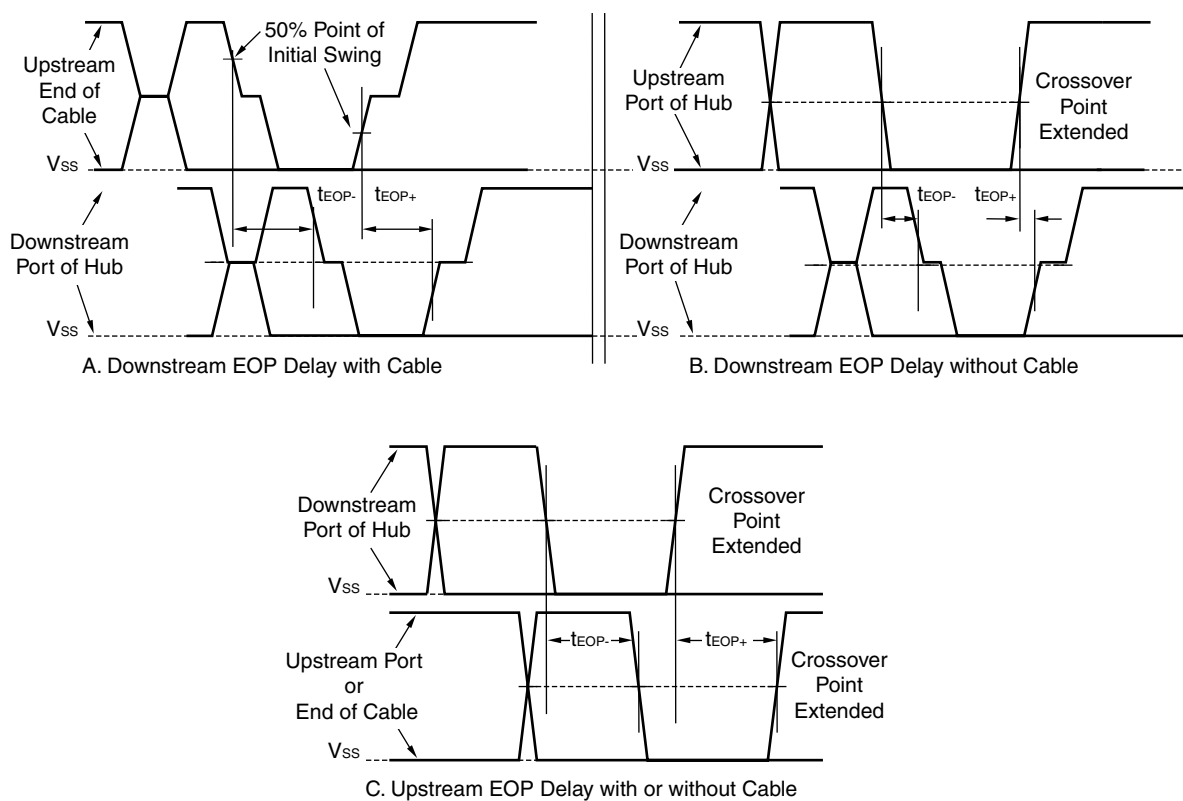 50% Point of
Initial Swing
Upstream
End of
Cable
VSS
tEOP-
tEOP+
Downstream
Port of Hub
VSS
A. Downstream EOP Delay with Cable
Upstream
Port of Hub
Crossover
Point
Extended
VSS
tEOP-
tEOP+
Downstream
Port of Hub
VSS
B. Downstream EOP Delay without Cable
Downstream
Port of Hub
Crossover
Point
Extended
VSS
tEOP-
tEOP+
Upstream Port
or
End of Cable
Crossover
Point
Extended
VSS
C. Upstream EOP Delay with or without Cable